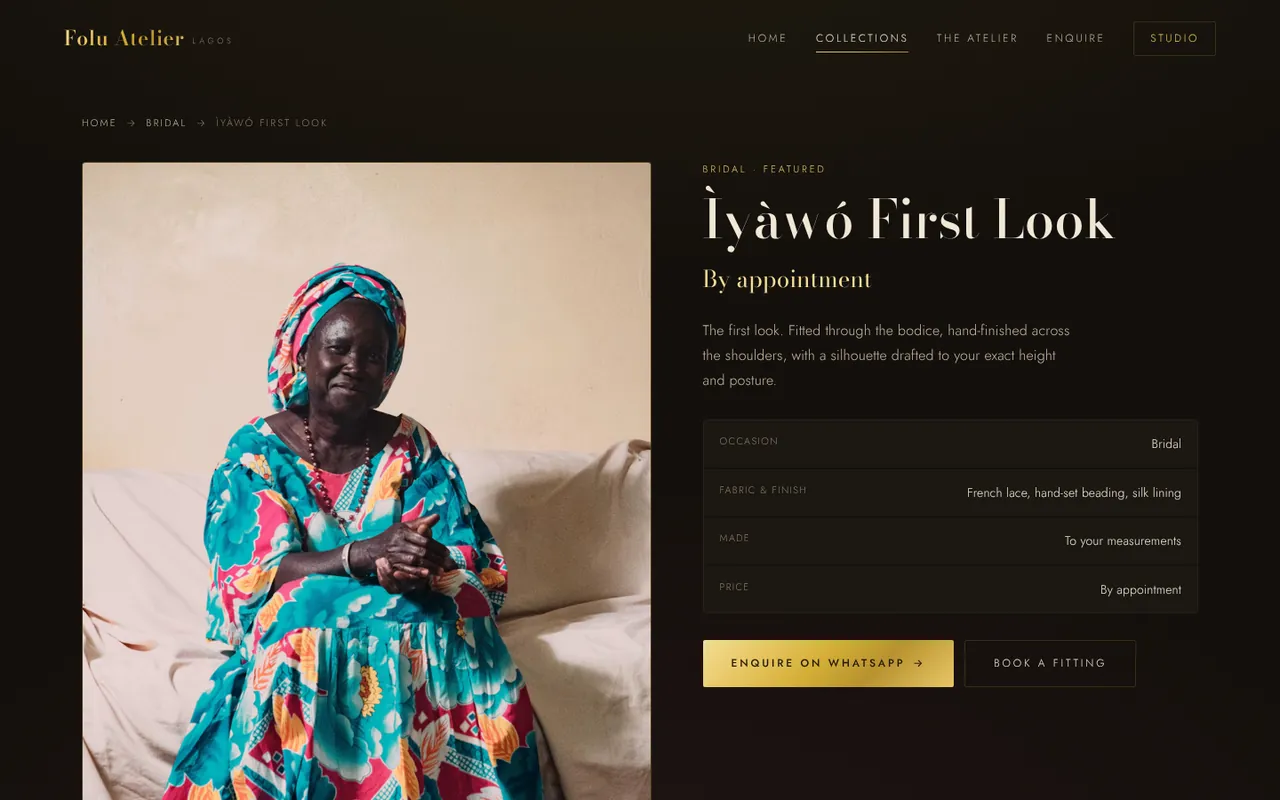 Folu Atelier LAGOS
HOME COLLECTIONS THE ATELIER ENQUIRE STUDIO
HOME → BRIDAL → ÌYÀWÓ FIRST LOOK
BRIDAL · FEATURED
Ìyàwó First Look
By appointment
The first look. Fitted through the bodice, hand-finished across
the shoulders, with a silhouette drafted to your exact height
and posture.
OCCASION Bridal
FABRIC & FINISH French lace, hand-set beading, silk lining
MADE To your measurements
PRICE By appointment
ENQUIRE ON WHATSAPP →
BOOK A FITTING